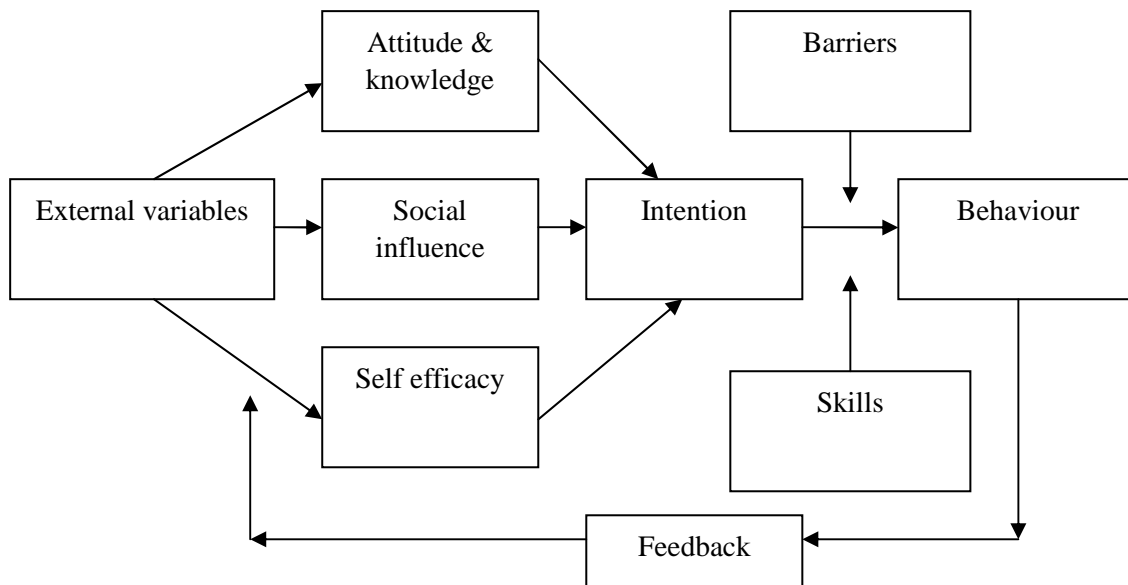 Attitude &
knowledge
Barriers
External variables
Social
influence
Intention
Behaviour
Self efficacy
Skills
Feedback